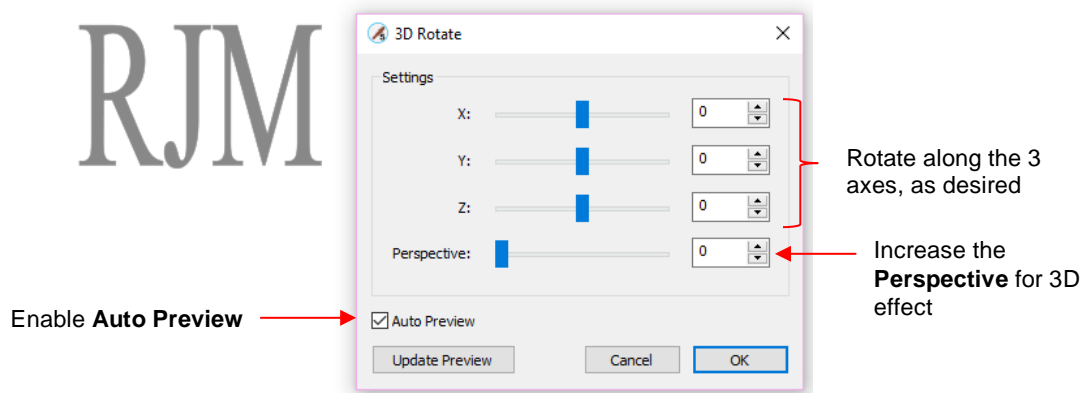 RJM
3D Rotate
Settings
X: 0
Y: 0
Z: 0
Rotate along the 3
axes, as desired
Perspective: 0
Increase the
Perspective for 3D
effect
Enable Auto Preview
Auto Preview
Update Preview Cancel OK